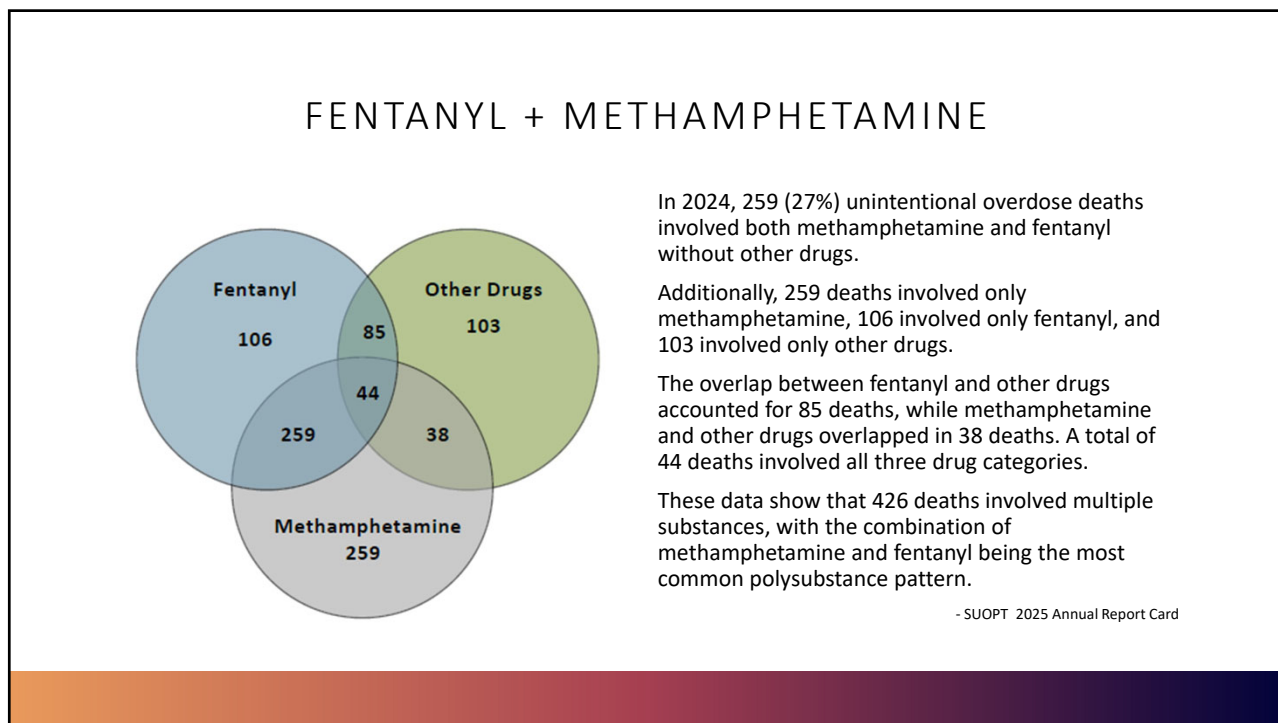 FENTANYL + METHAMPHETAMINE
Fentanyl
106
85
Other Drugs
103
44
259
38
Methamphetamine
259
In 2024, 259 (27%) unintentional overdose deaths
involved both methamphetamine and fentanyl
without other drugs.
Additionally, 259 deaths involved only
methamphetamine, 106 involved only fentanyl, and
103 involved only other drugs.
The overlap between fentanyl and other drugs
accounted for 85 deaths, while methamphetamine
and other drugs overlapped in 38 deaths. A total of
44 deaths involved all three drug categories.
These data show that 426 deaths involved multiple
substances, with the combination of
methamphetamine and fentanyl being the most
common polysubstance pattern.
- SUOPT 2025 Annual Report Card